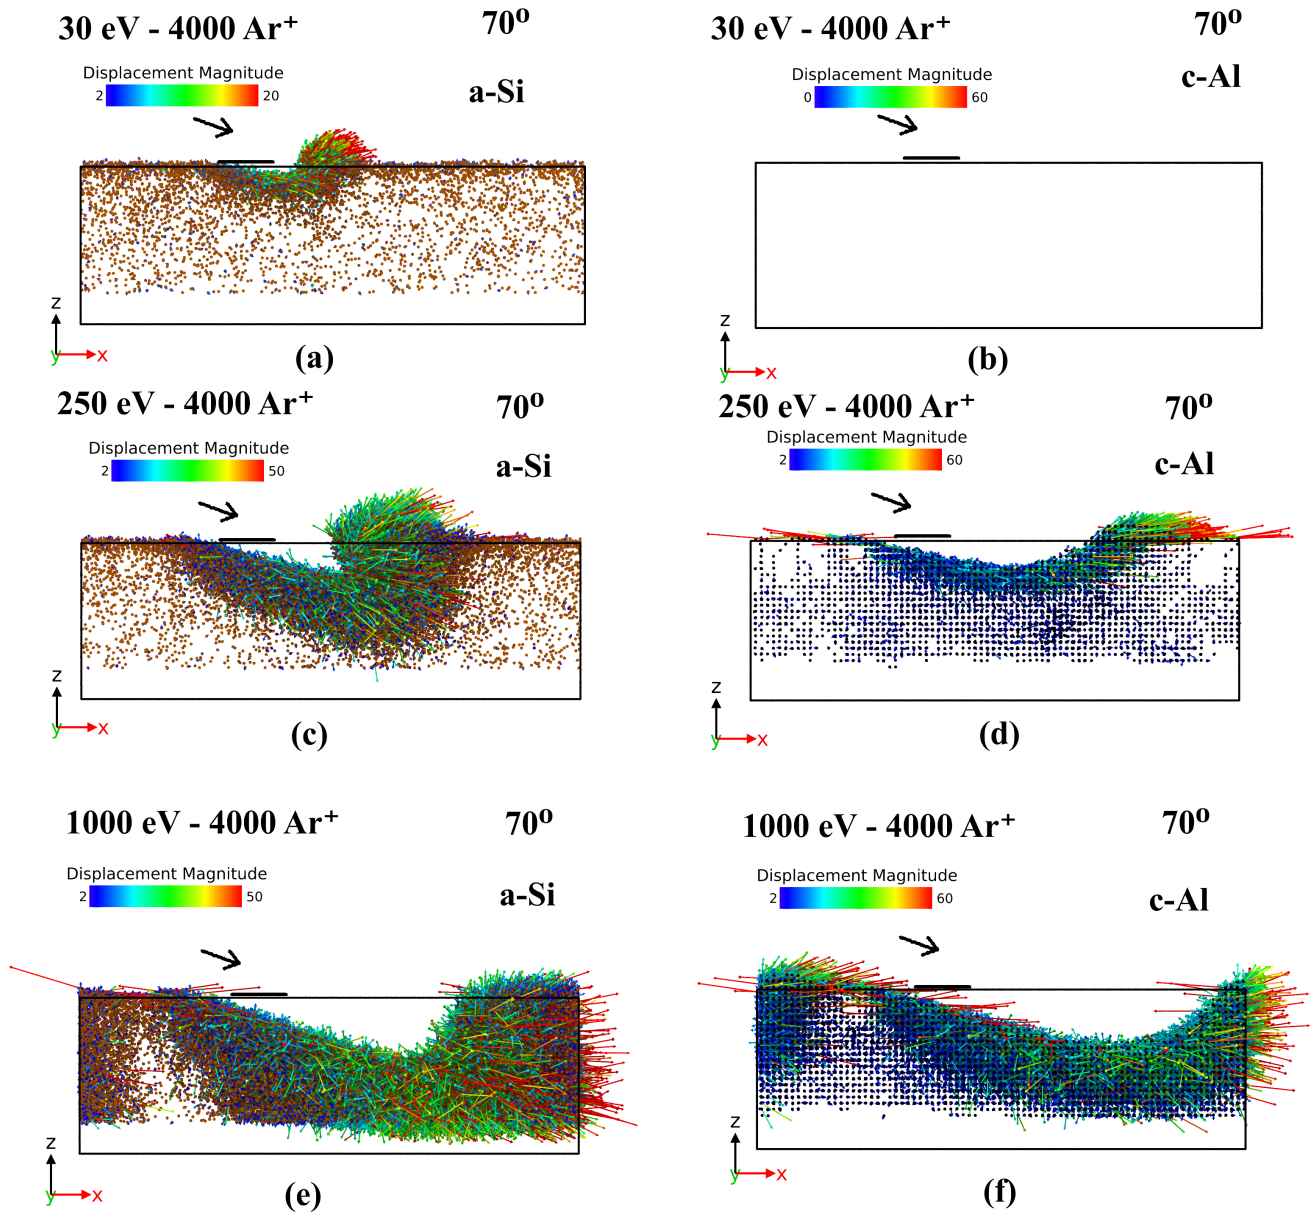 30 eV - 4000 Ar⁺ 70⁰
Displacement Magnitude
2 20
a-Si
z
y x
(a)
30 eV - 4000 Ar⁺ 70⁰
Displacement Magnitude
0 60
c-Al
z
y x
(b)
250 eV - 4000 Ar⁺ 70⁰
Displacement Magnitude
2 50
a-Si
z
y x
(c)
250 eV - 4000 Ar⁺ 70⁰
Displacement Magnitude
2 60
c-Al
z
y x
(d)
1000 eV - 4000 Ar⁺ 70⁰
Displacement Magnitude
2 50
a-Si
z
y x
(e)
1000 eV - 4000 Ar⁺ 70⁰
Displacement Magnitude
2 60
c-Al
z
y x
(f)